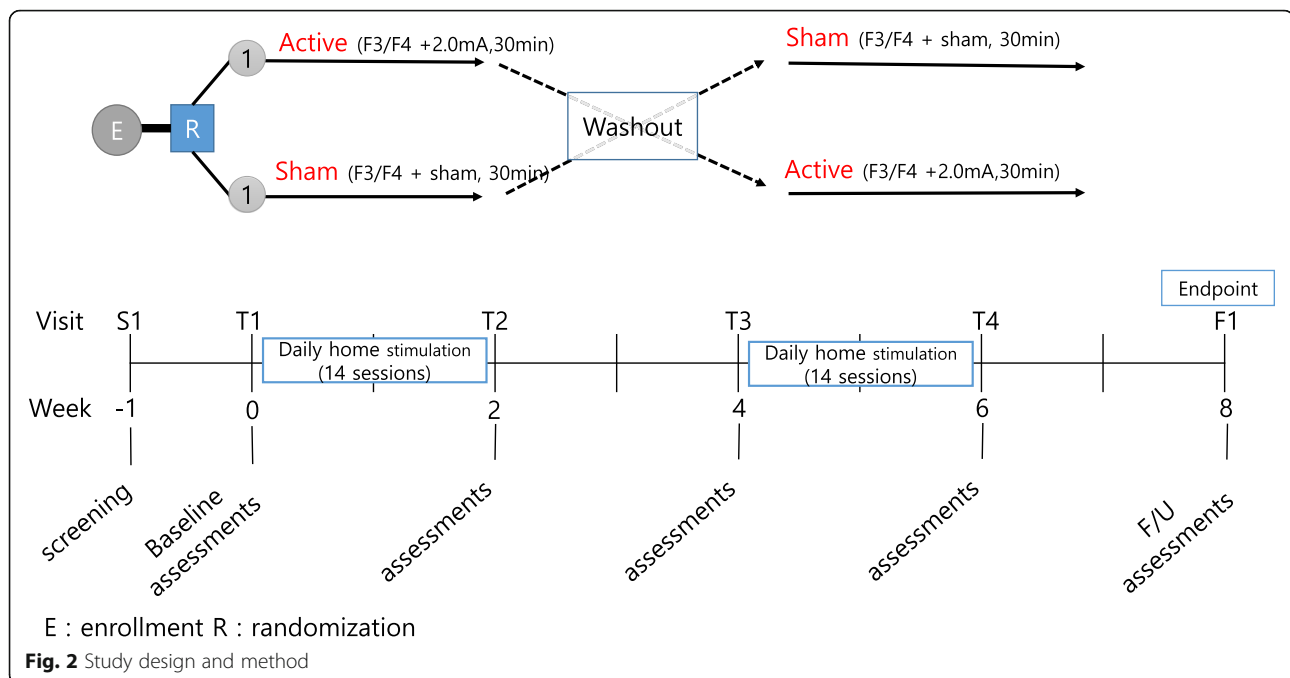 Active (F3/F4 +2.0mA,30min)
Sham (F3/F4 + sham, 30min)
1
E
R
Washout
1
Sham (F3/F4 + sham, 30min)
Active (F3/F4 +2.0mA,30min)
Endpoint
Visit S1 T1 T2 T3 T4 F1
Daily home stimulation
(14 sessions)
Daily home stimulation
(14 sessions)
Week -1 0 2 4 6 8
screening
Baseline
assessments
assessments
assessments
assessments
F/U
assessments
E : enrollment R : randomization
Fig. 2 Study design and method